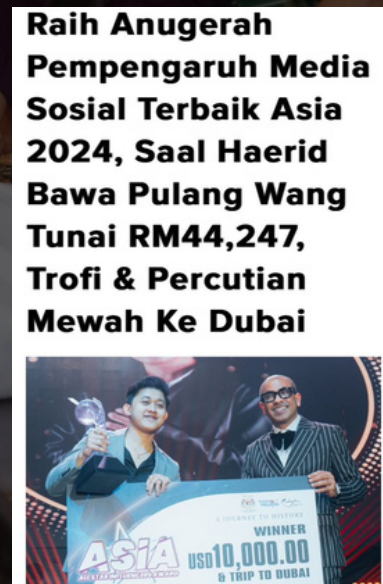 Raih Anugerah
Pempengaruh Media
Sosial Terbaik Asia
2024, Saal Haerid
Bawa Pulang Wang
Tunai RM44,247,
Trofi & Percutian
Mewah Ke Dubai
A JOURNEY TO HISTORY
WINNER
ASIA
USD10,000.00
& TRIP TO DUBAI